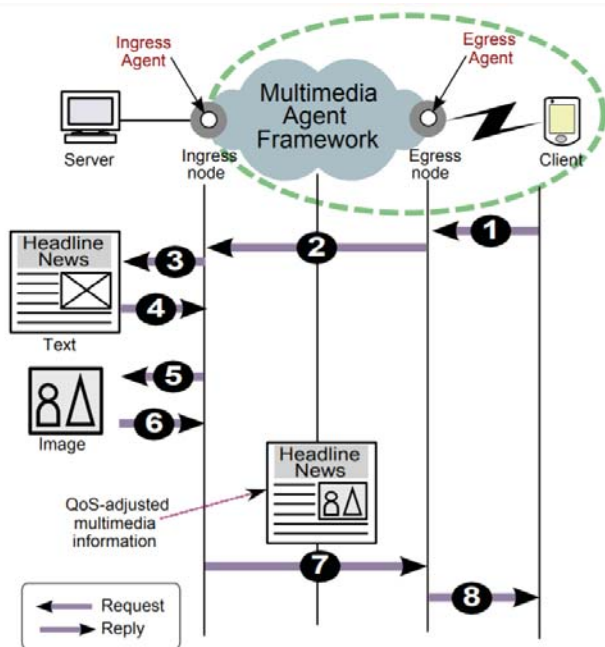 Ingress
Agent
Egress
Agent
Multimedia
Agent
Framework
Server
Ingress
node
Egress
node
Client
1
2
3
Headline
News
4
Text
5
6
Image
Headline
News
QoS-adjusted
multimedia
information
7
8
Request
Reply